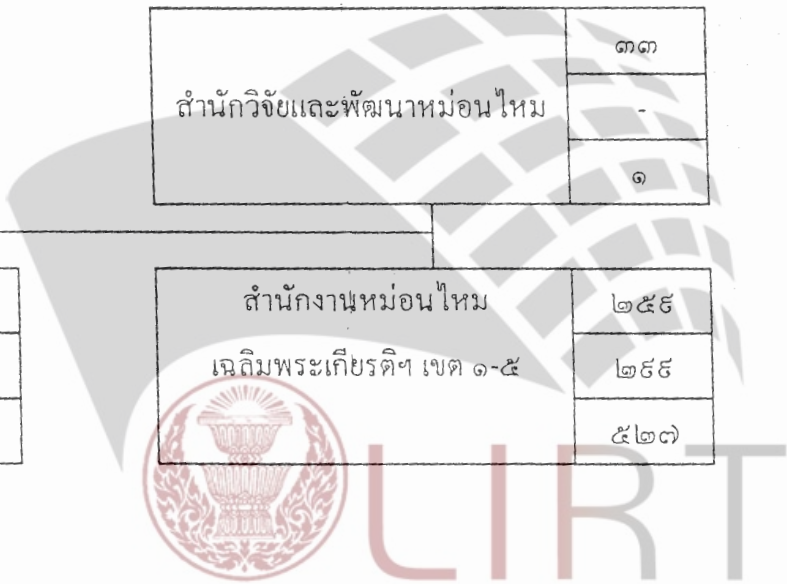 สำนักวิจัยและพัฒนาหม่อนไหม
๓๓
-
๑
สำนักงานหม่อนไหม
เฉลิมพระเกียรติฯ เขต ๑-๕
๒๕๙
๒๙๙
๕๒๗
LIRT